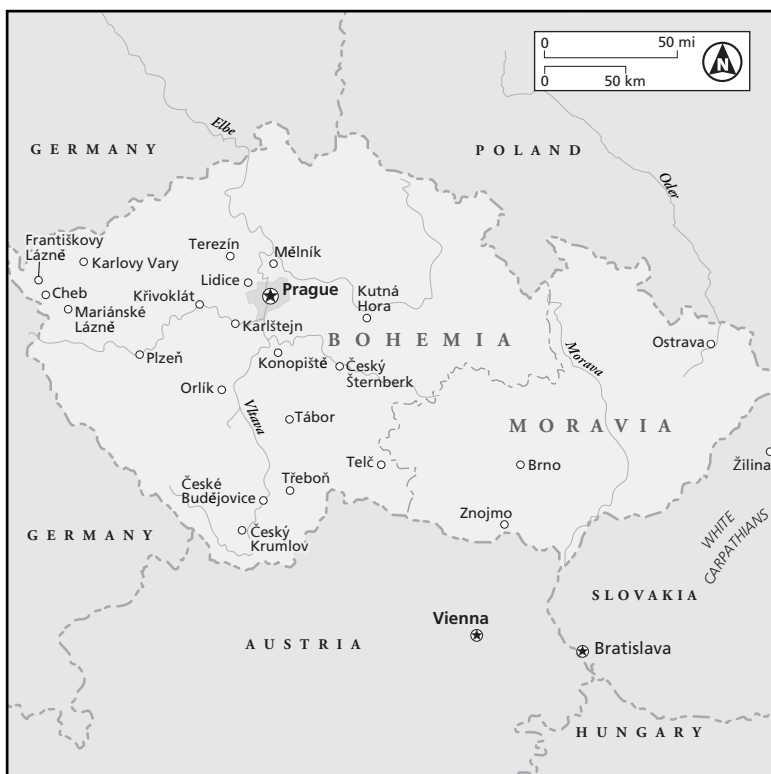 0 50 mi
0 50 km
N
Elbe
GERMANY
POLAND
Oder
Františkovy
Lázně
Karlovy Vary
Terezín
Mělník
Lidice
Cheb
Prague
Křivoklát
Kutná
Hora
Mariánské
Lázně
Karlštejn
BOHEMIA
Morava
Ostrava
Plzeň
Konopiště
Český
Šternberk
Orlík
Vltava
Tábor
MORAVIA
Telč
Brno
Žilina
České
Budějovice
Třeboň
Znojmo
GERMANY
Český
Krumlov
WHITE
CARPATHIANS
SLOVAKIA
Vienna
AUSTRIA
Bratislava
HUNGARY